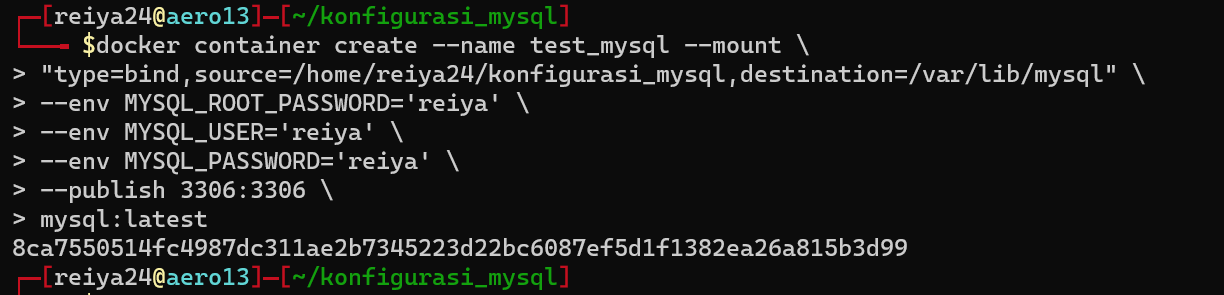 ┌─[reiya24@aero13]─[~/konfigurasi_mysql]
└──╼ $docker container create --name test_mysql --mount \
> "type=bind,source=/home/reiya24/konfigurasi_mysql,destination=/var/lib/mysql" \
> --env MYSQL_ROOT_PASSWORD='reiya' \
> --env MYSQL_USER='reiya' \
> --env MYSQL_PASSWORD='reiya' \
> --publish 3306:3306 \
> mysql:latest
8ca7550514fc4987dc311ae2b7345223d22bc6087ef5d1f1382ea26a815b3d99
┌─[reiya24@aero13]─[~/konfigurasi_mysql]